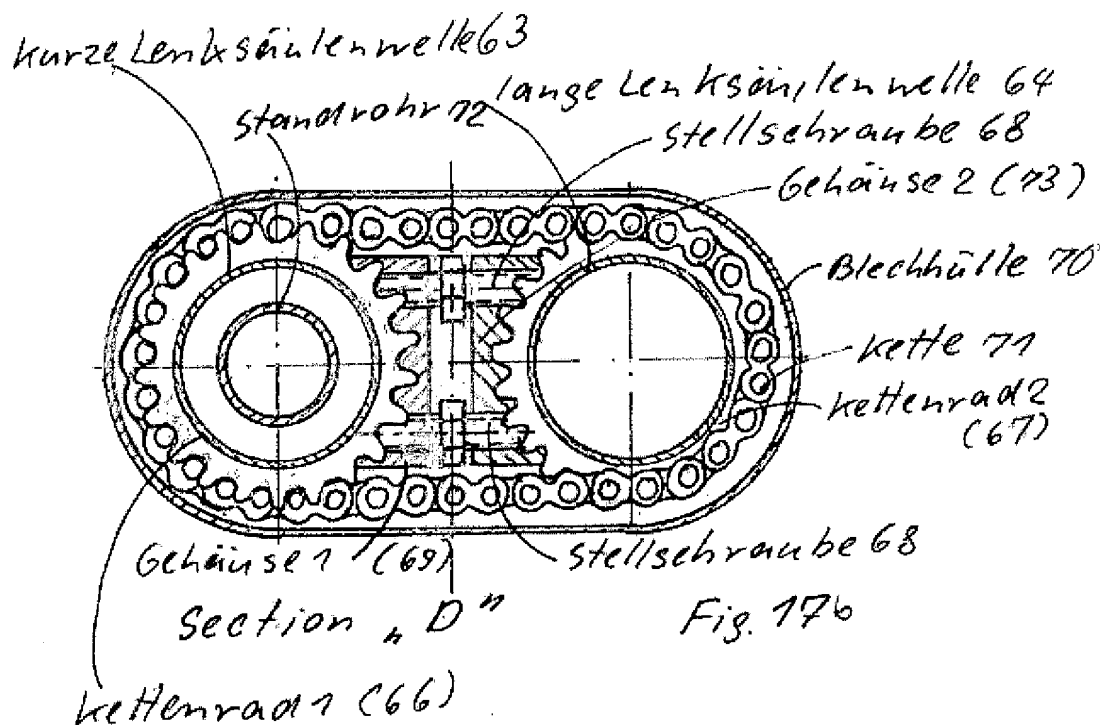 kurze Lenksäulenwelle 63
Standrohr 72
lange Lenksäulenwelle 64
Stellschraube 68
Gehäuse 2 (73)
Blechhülle 70
Kette 71
Kettenrad 2
(67)
Gehäuse 1 (69)
Stellschraube 68
Section „D"
Fig. 17b
Kettenrad 1 (66)